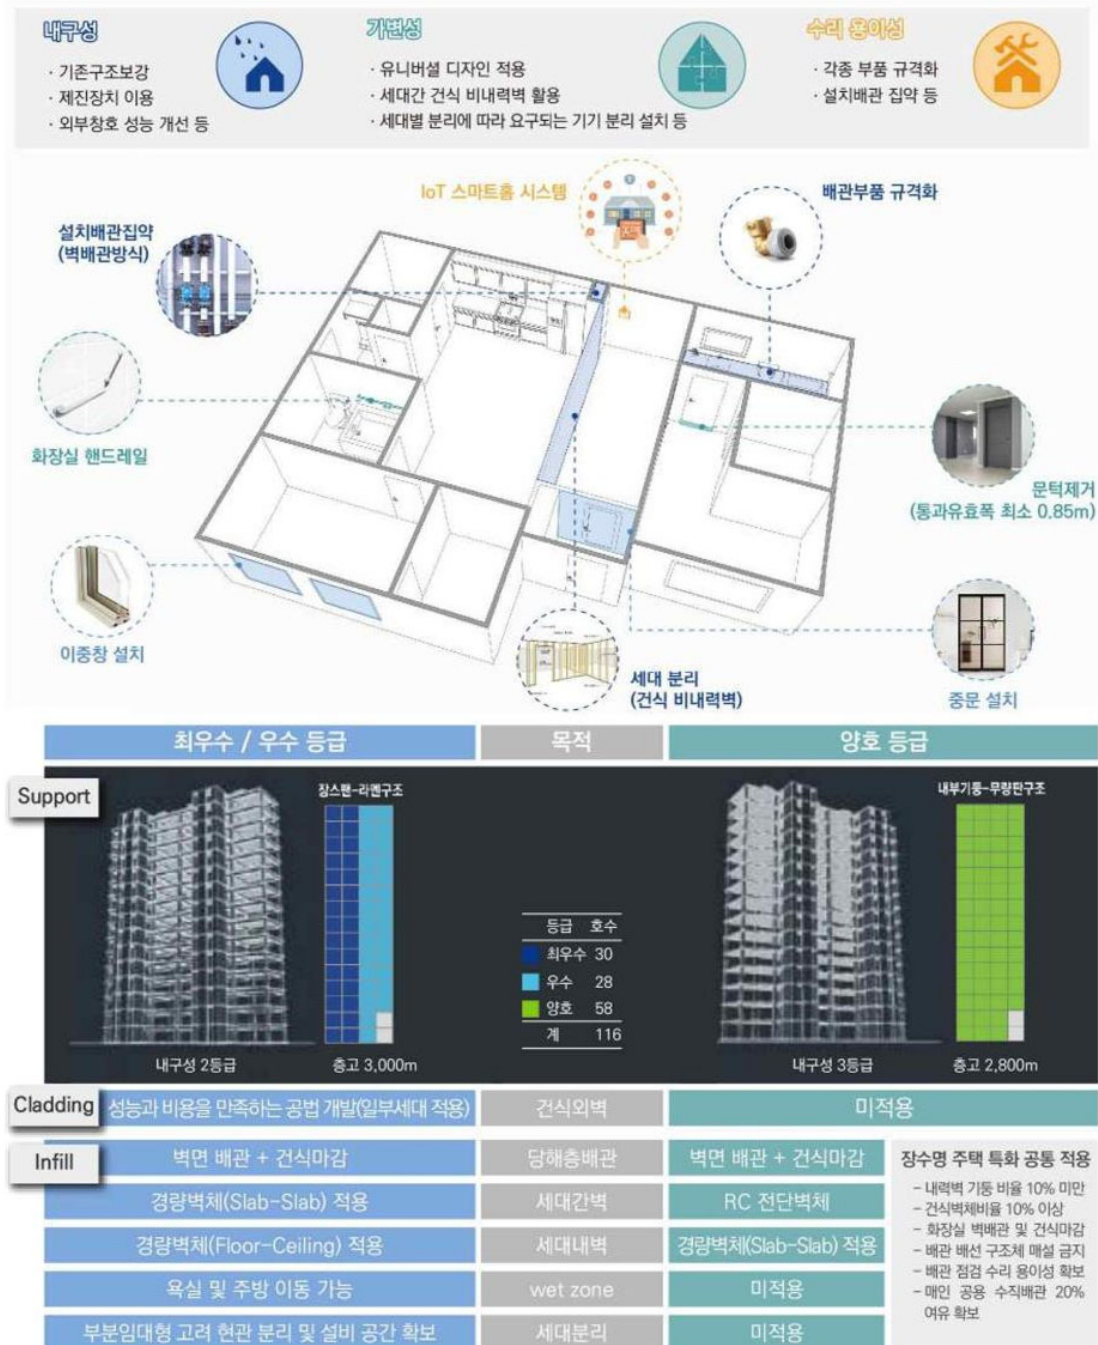 내구성
· 기존구조보강
· 제진장치 이용
· 외부창호 성능 개선 등
가변성
· 유니버셜 디자인 적용
· 세대간 건식 비내력벽 활용
· 세대별 분리에 따라 요구되는 기기 분리 설치 등
수리 용이성
· 각종 부품 규격화
· 설치배관 집약 등
IoT 스마트홈 시스템
배관부품 규격화
설치배관집약
(벽배관방식)
화장실 핸드레일
문턱제거
(통과유효폭 최소 0.85m)
이중창 설치
세대 분리
(건식 비내력벽)
중문 설치
최우수 / 우수 등급
목적
양호 등급
Support
장스팬-라멘구조
내부기둥-무량판구조
등급 호수
최우수 30
우수 28
양호 58
계 116
내구성 2등급
층고 3,000m
내구성 3등급
층고 2,800m
Cladding
성능과 비용을 만족하는 공법 개발(일부세대 적용)
건식외벽
미적용
Infill
벽면 배관 + 건식마감
당해층배관
벽면 배관 + 건식마감
경량벽체(Slab-Slab) 적용
세대간벽
RC 전단벽체
경량벽체(Floor-Ceiling) 적용
세대내벽
경량벽체(Slab-Slab) 적용
욕실 및 주방 이동 가능
wet zone
미적용
부분임대형 고려 현관 분리 및 설비 공간 확보
세대분리
미적용
장수명 주택 특화 공통 적용
- 내력벽 기둥 비율 10% 미만
- 건식벽체비율 10% 이상
- 화장실 벽배관 및 건식마감
- 배관 배선 구조체 매설 금지
- 배관 점검 수리 용이성 확보
- 매인 공용 수직배관 20%
여유 확보